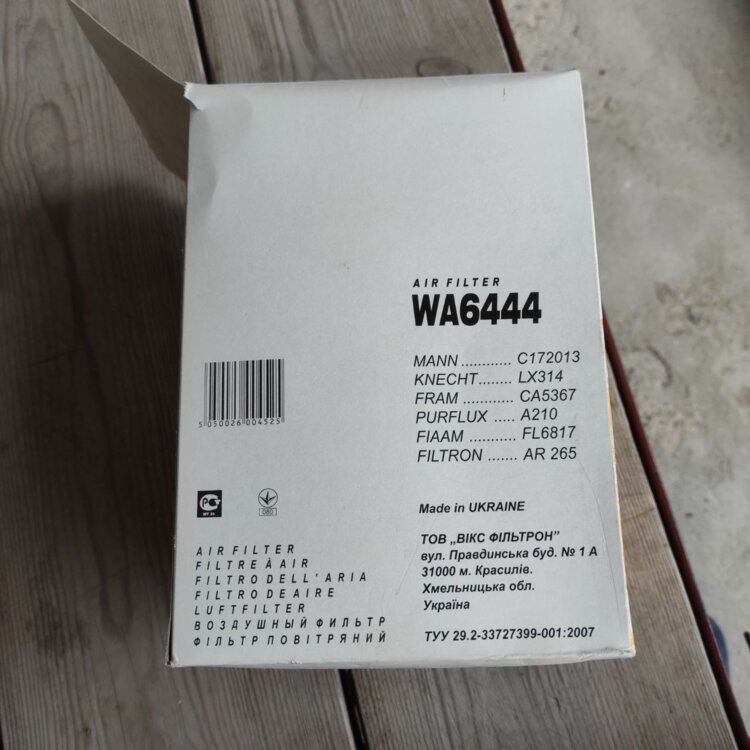 AIR FILTER
WA6444
MANN ............ C172013
KNECHT........ LX314
FRAM ............ CA5367
PURFLUX ..... A210
FIAAM ........... FL6817
FILTRON ....... AR 265
5 050026 004525
080
Made in UKRAINE
ТОВ „ВІКС ФІЛЬТРОН"
вул. Правдинська буд. № 1 А
31000 м. Красилів.
Хмельницька обл.
Україна
ТУУ 29.2-33727399-001:2007
AIR FILTER
FILTRE À AIR
FILTRO DELL'ARIA
FILTRO DE AIRE
LUFTFILTER
ВОЗДУШНЫЙ ФИЛЬТР
ФІЛЬТР ПОВІТРЯНИЙ